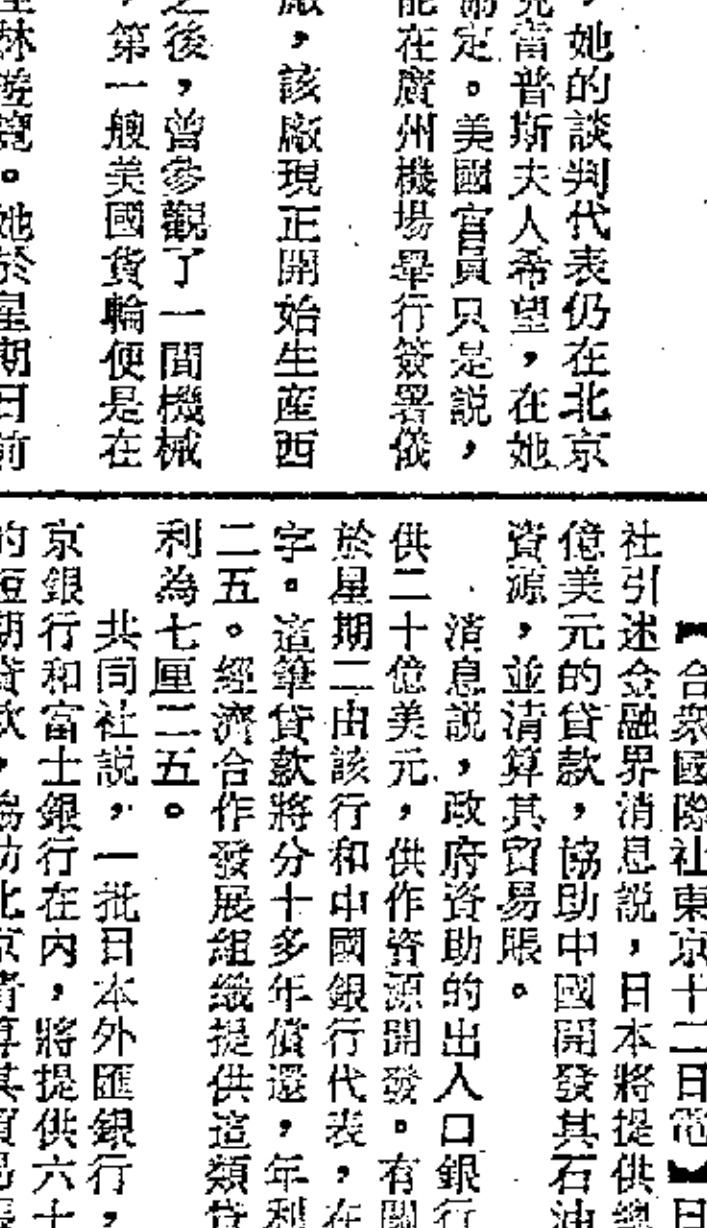 ，她的談判代表仍在北京
克雷普斯夫人希望，在她
定。美國官員只是說，
能在廣州機場舉行簽署儀
廠，該廠現正開始生產西
之後，曾參觀了一間機械
，第一艘美國貨輪便是在
林遊覽。她於星期日前
【合衆國際社東京十二日電】日
社引述金融界消息說，日本將提供總
億美元的貸款，協助中國開發其石油
資源，並清算其貿易賬。
消息說，政府資助的出入口銀行
供二十億美元，供作資源開發。有關
於星期二由該行和中國銀行代表，在
字。這筆貸款將分十多年償還，年利
二五。經濟合作發展組織提供這類貸
利為七厘二五。
共同社說，一批日本外匯銀行，
京銀行和富士銀行在內，將提供六十
的短期貸款，協助北京清算其貿易賬